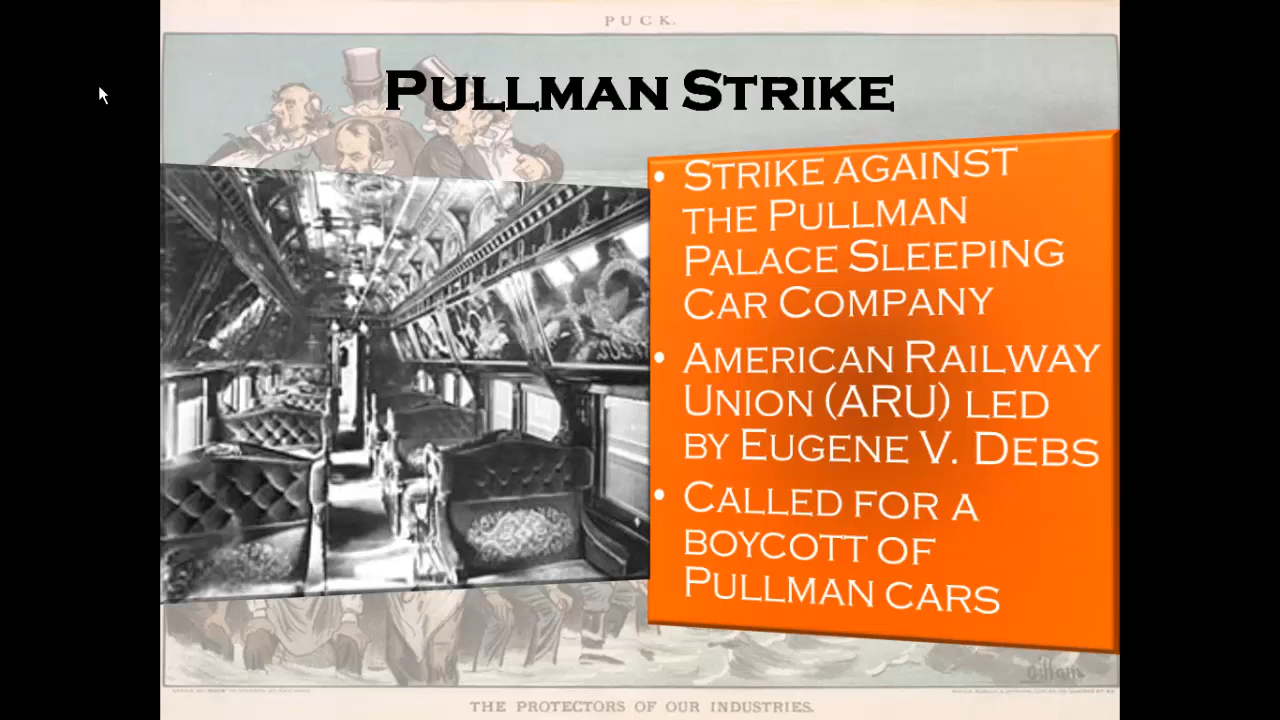 PUCK.
PULLMAN STRIKE
• STRIKE AGAINST
THE PULLMAN
PALACE SLEEPING
CAR COMPANY
• AMERICAN RAILWAY
UNION (ARU) LED
BY EUGENE V. DEBS
• CALLED FOR A
BOYCOTT OF
PULLMAN CARS
Gillam
THE PROTECTORS OF OUR INDUSTRIES.